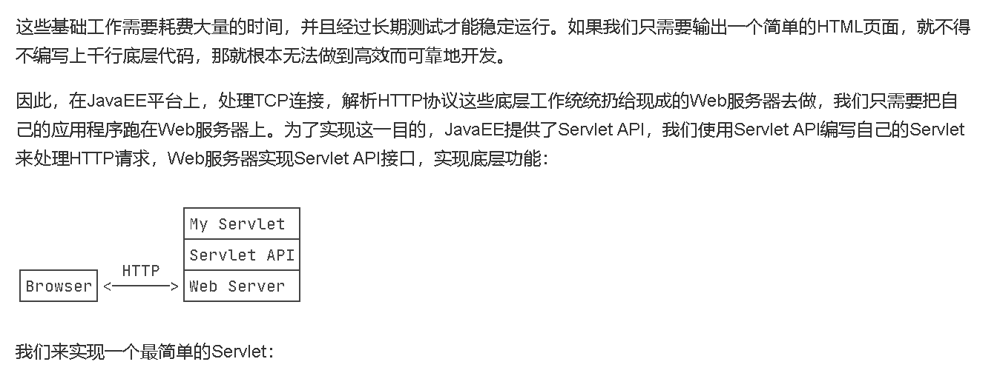 这些基础工作需要耗费大量的时间，并且经过长期测试才能稳定运行。如果我们只需要输出一个简单的HTML页面，就不得
不编写上千行底层代码，那就根本无法做到高效而可靠地开发。
因此，在JavaEE平台上，处理TCP连接，解析HTTP协议这些底层工作统统扔给现成的Web服务器去做，我们只需要把自
己的应用程序跑在Web服务器上。为了实现这一目的，JavaEE提供了Servlet API，我们使用Servlet API编写自己的Servlet
来处理HTTP请求，Web服务器实现Servlet API接口，实现底层功能：
My Servlet
Servlet API
HTTP
Browser
Web Server
我们来实现一个最简单的Servlet：